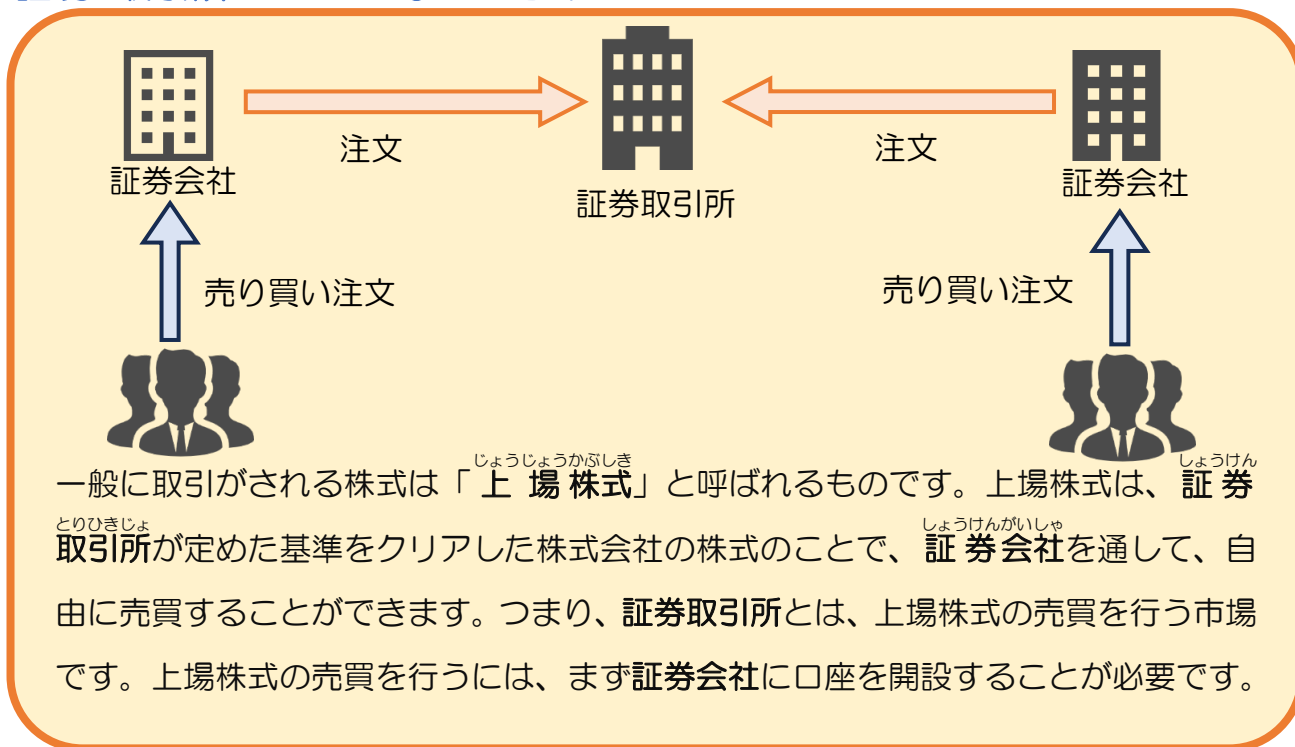 注文
注文
証券会社
証券取引所
証券会社
売り買い注文
売り買い注文
じょうじょうかぶしき
しょうけん
一般に取引がされる株式は「上場株式」と呼ばれるものです。上場株式は、証券
とりひきじょ
しょうけんがいしゃ
取引所が定めた基準をクリアした株式会社の株式のことで、証券会社を通して、自
由に売買することができます。つまり、証券取引所とは、上場株式の売買を行う市場
です。上場株式の売買を行うには、まず証券会社に口座を開設することが必要です。